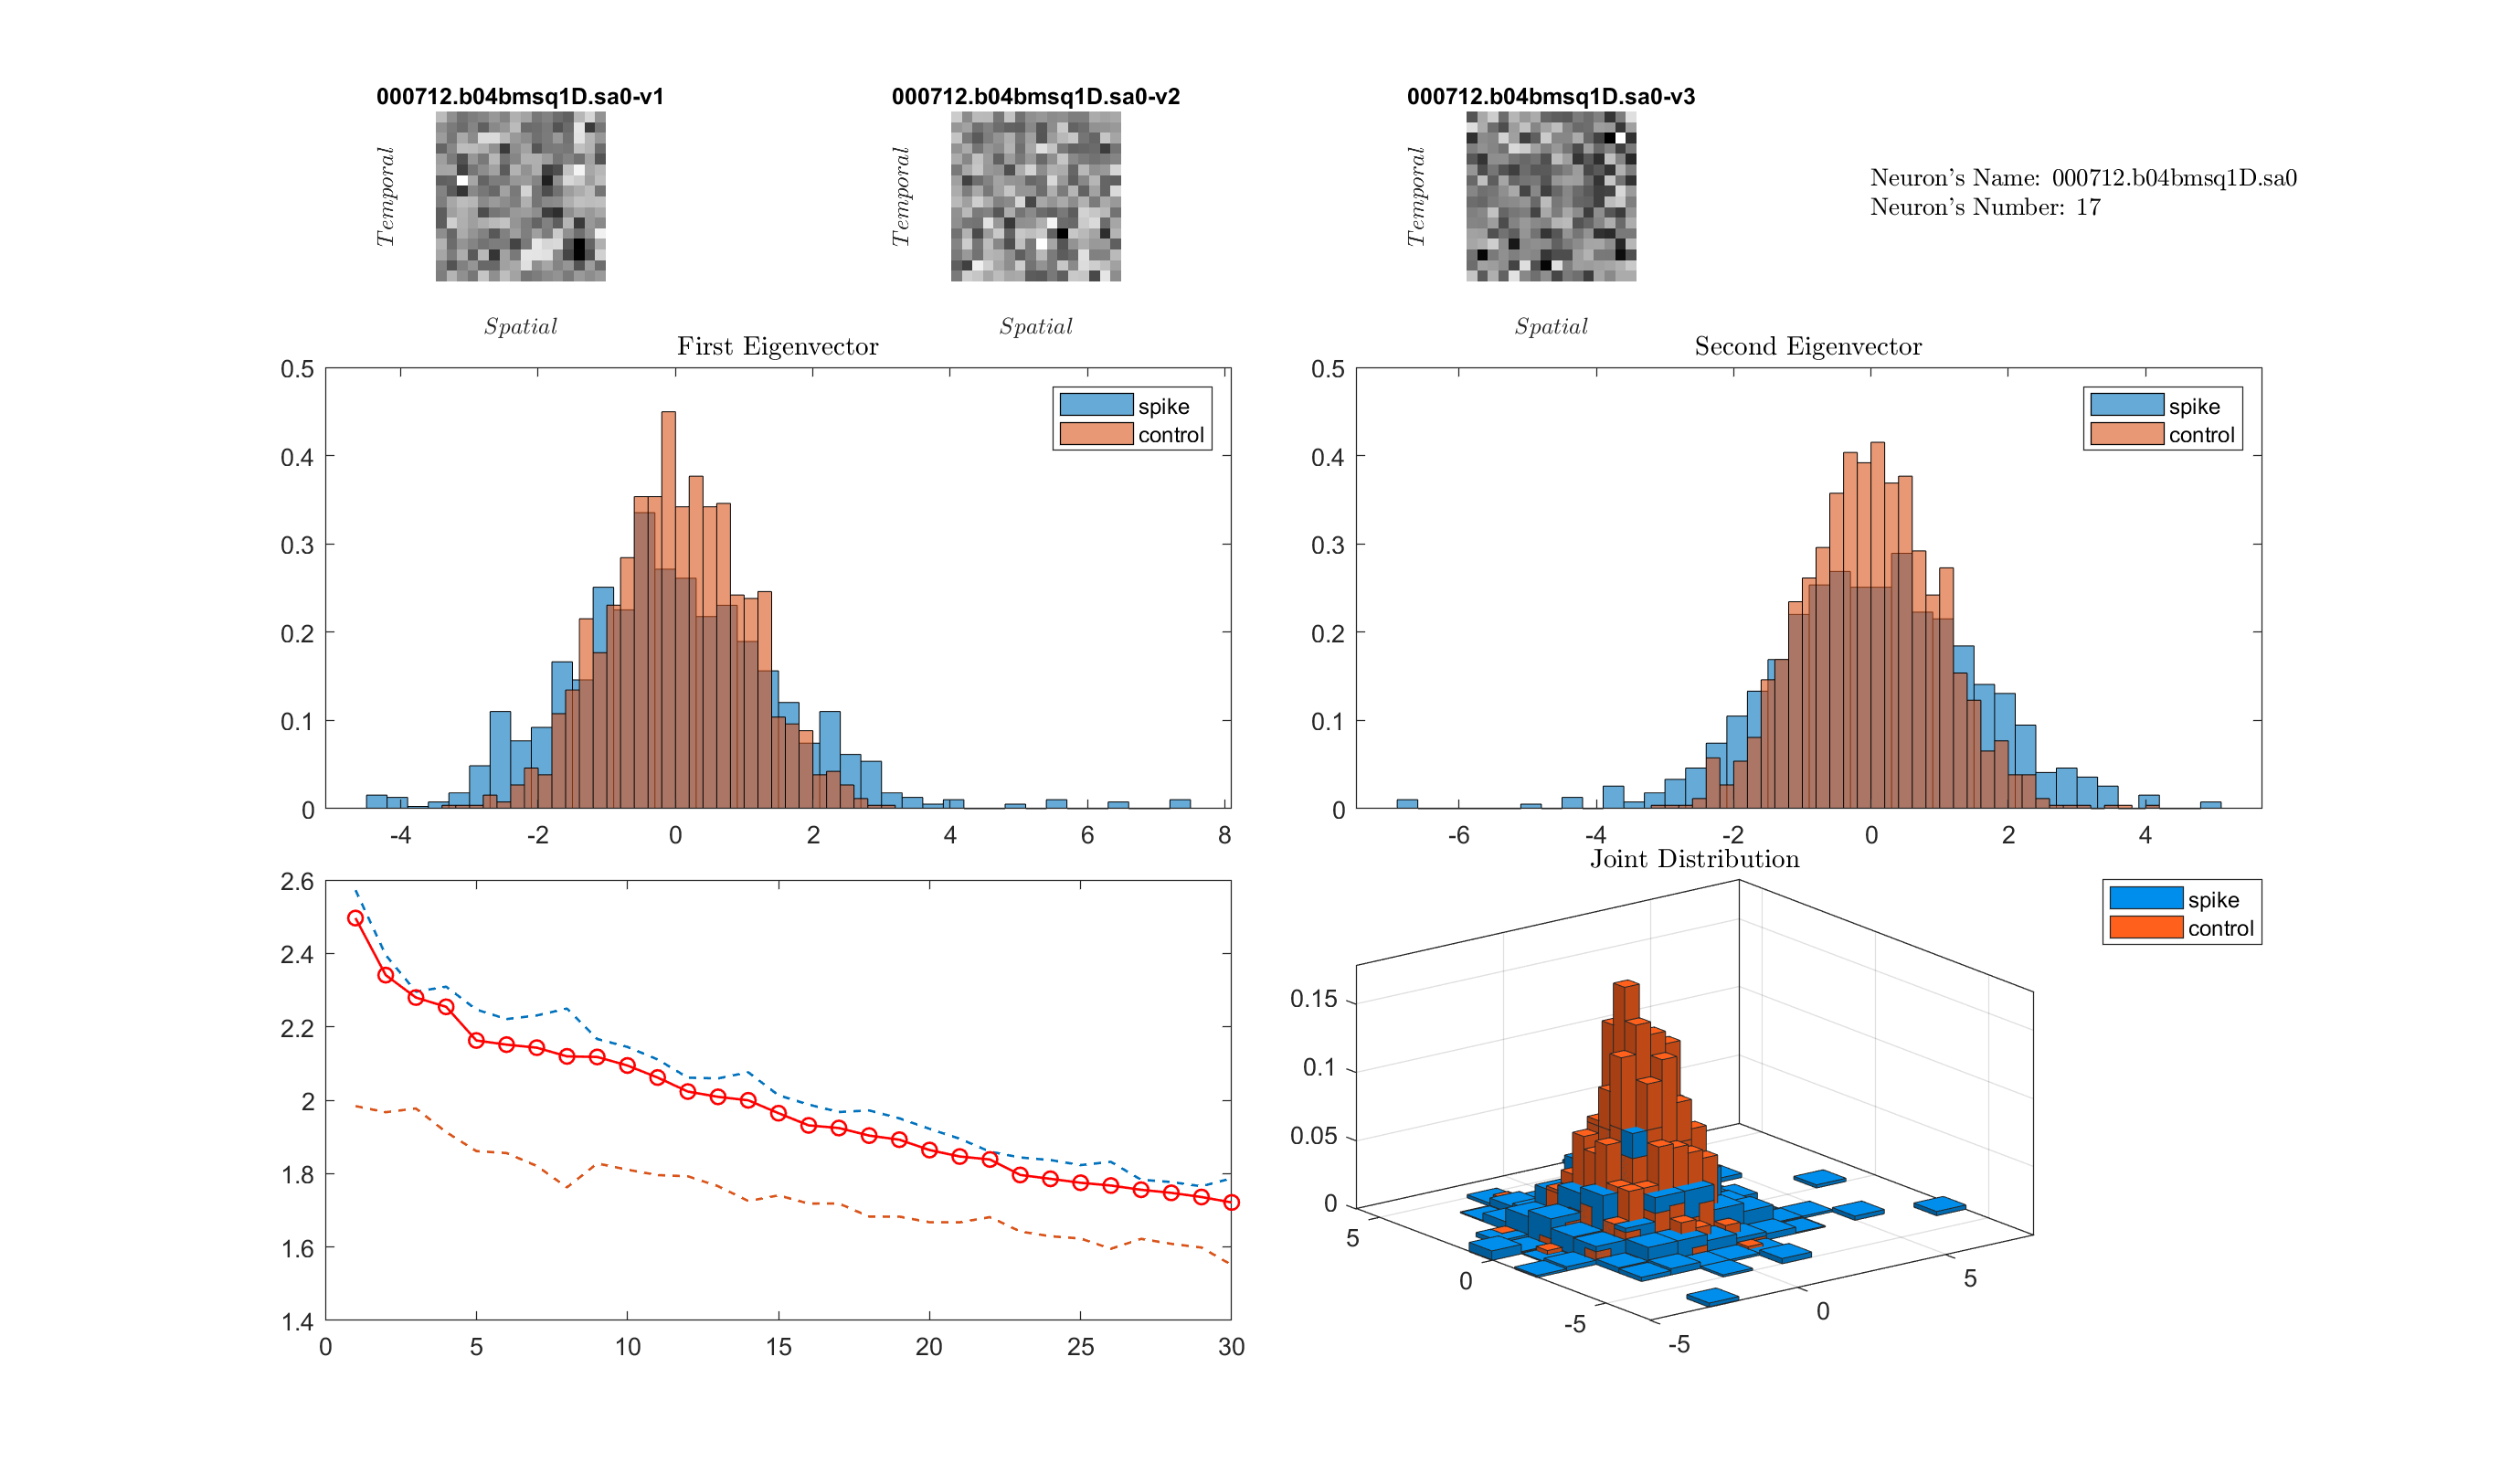 000712.b04bmsq1D.sa0-v1
000712.b04bmsq1D.sa0-v2
000712.b04bmsq1D.sa0-v3
Temporal
Temporal
Temporal
Neuron's Name: 000712.b04bmsq1D.sa0
Neuron's Number: 17
Spatial
Spatial
Spatial
First Eigenvector
0.5
0.4
0.3
0.2
0.1
0
-4 -2 0 2 4 6 8
spike
control
Second Eigenvector
0.5
0.4
0.3
0.2
0.1
0
-6 -4 -2 0 2 4
spike
control
2.6
2.4
2.2
2
1.8
1.6
1.4
0 5 10 15 20 25 30
Joint Distribution
spike
control
0.15
0.1
0.05
0
5
0
-5
-5
0
5